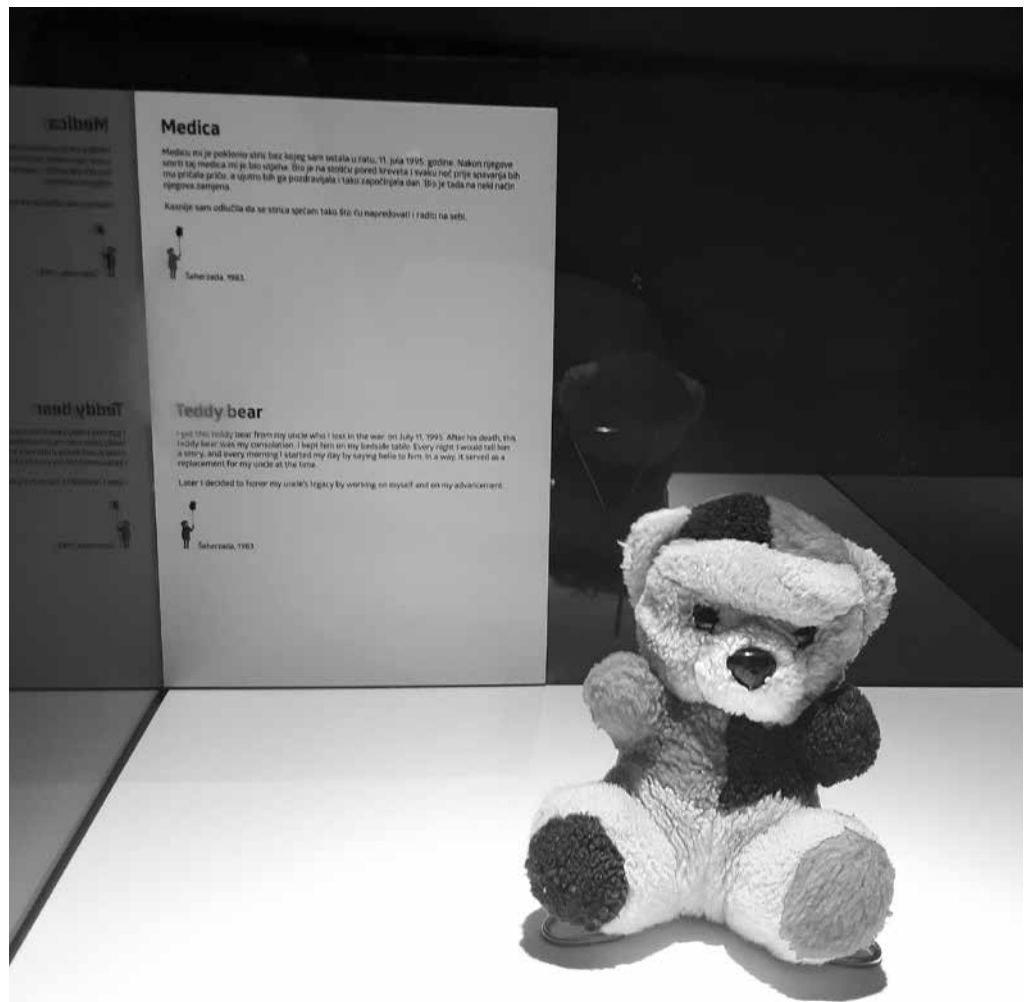 Medica
Medicu mi je poklonio stric bez kojeg sam ostala u ratu, 11. jula 1995. godine. Nakon njegove
smrti taj medica mi je bio utjeha. Bio je na stoliću pored kreveta i svaku noć prije spavanja bih
mu pričala priču, a ujutro bih ga pozdravljala i tako započinjala dan. Bio je tada na neki način
njegova zamjena.
Kasnije sam odlučila da se strica sjećam tako što ću napredovati i raditi na sebi.
Šeherzada, 1983.
Teddy bear
I got this teddy bear from my uncle who I lost in the war, on July 11, 1995. After his death, this
teddy bear was my consolation. I kept him on my bedside table. Every night I would tell him
a story, and every morning I started my day by saying hello to him. In a way, it served as a
replacement for my uncle at the time.
Later I decided to honor my uncle's legacy by working on myself and on my advancement.
Šeherzada, 1983